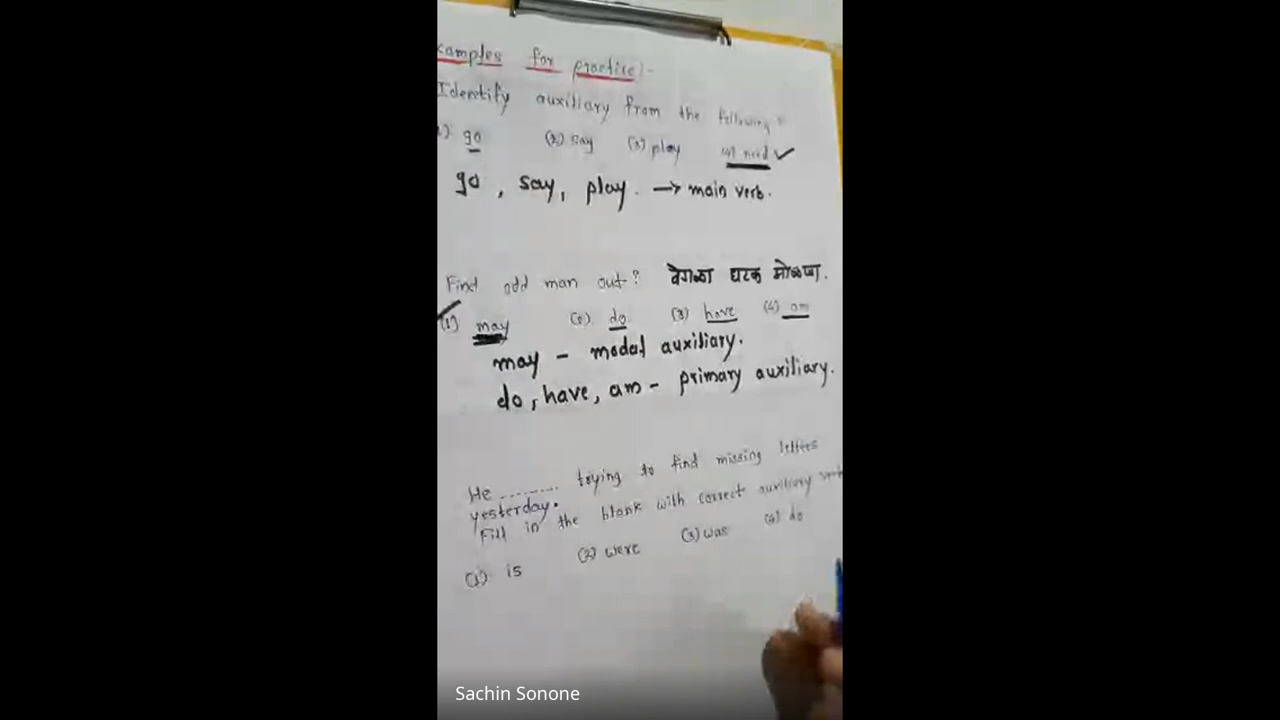 xamples for practice:-
Identify auxiliary from the following?
1) go (2) say (3) play (4) need ✓
go, say, play. → main verb.
Find odd man out? वेगळा घटक ओळखा.
(1) may (2) do (3) have (4) am
may - modal auxiliary.
do, have, am - primary auxiliary.
He ......... trying to find missing letters
yesterday.
Fill in the blank with correct auxiliary verb
(1) is (2) were (3) was (4) do
Sachin Sonone